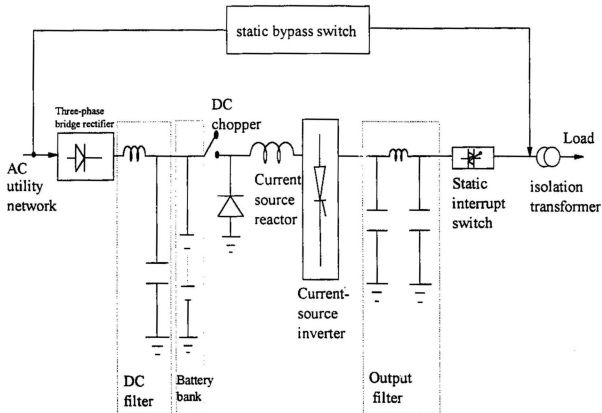 static bypass switch
Three-phase
bridge rectifier
DC
chopper
AC
utility
network
Current
source
reactor
Load
Static
interrupt
switch
isolation
transformer
Current-
source
inverter
DC
filter
Battery
bank
Output
filter